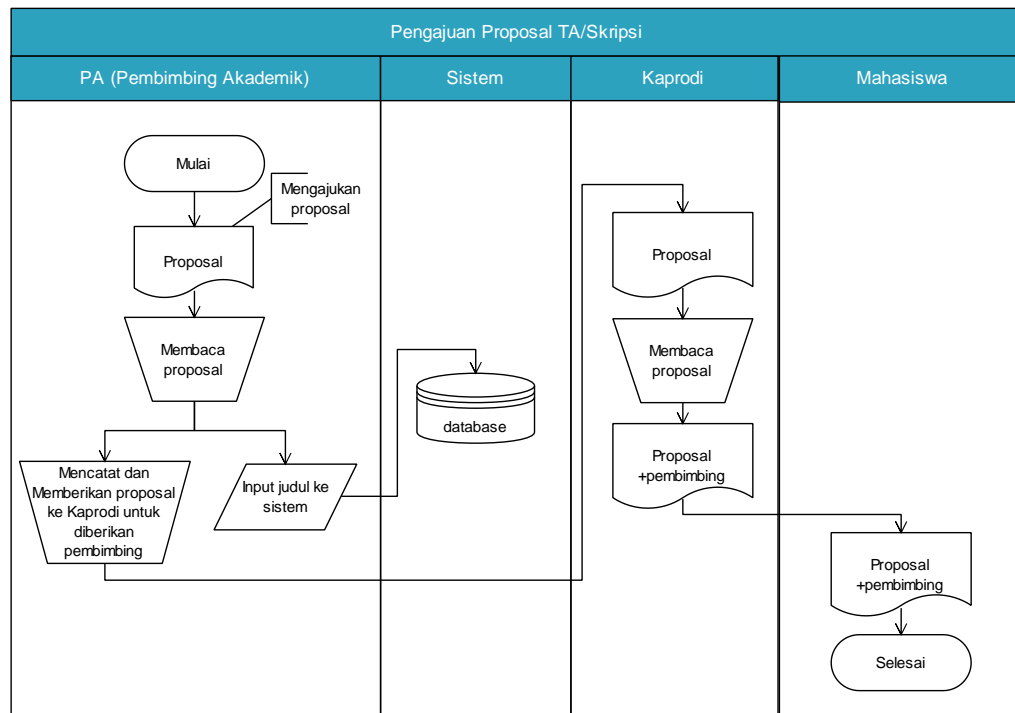 Pengajuan Proposal TA/Skripsi
PA (Pembimbing Akademik)
Sistem
Kaprodi
Mahasiswa
Mulai
Mengajukan
proposal
Proposal
Membaca
proposal
Mencatat dan
Memberikan proposal
ke Kaprodi untuk
diberikan
pembimbing
Input judul ke
sistem
database
Proposal
Membaca
proposal
Proposal
+pembimbing
Proposal
+pembimbing
Selesai